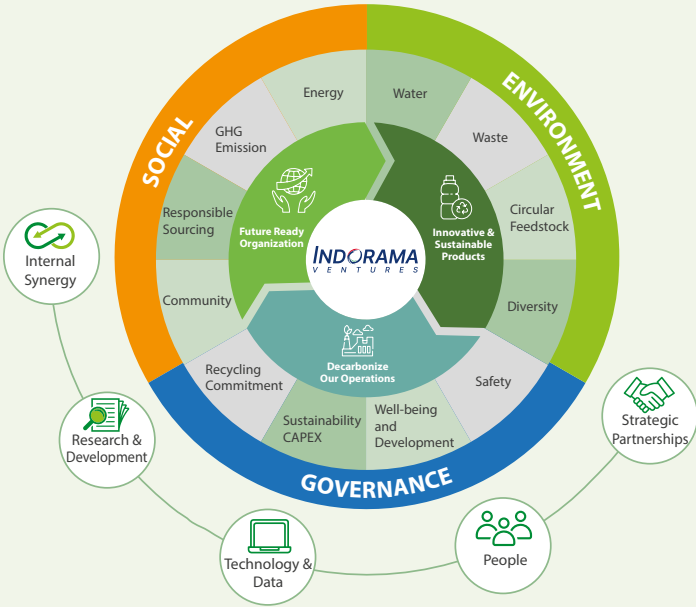 SOCIAL
ENVIRONMENT
GOVERNANCE
Energy
Water
Waste
Circular
Feedstock
Diversity
Safety
Well-being
and
Development
Sustainability
CAPEX
Recycling
Commitment
Community
Responsible
Sourcing
GHG
Emission
Future Ready
Organization
Innovative &
Sustainable
Products
Decarbonize
Our Operations
INDORAMA
VENTURES
Internal
Synergy
Research &
Development
Technology &
Data
People
Strategic
Partnerships